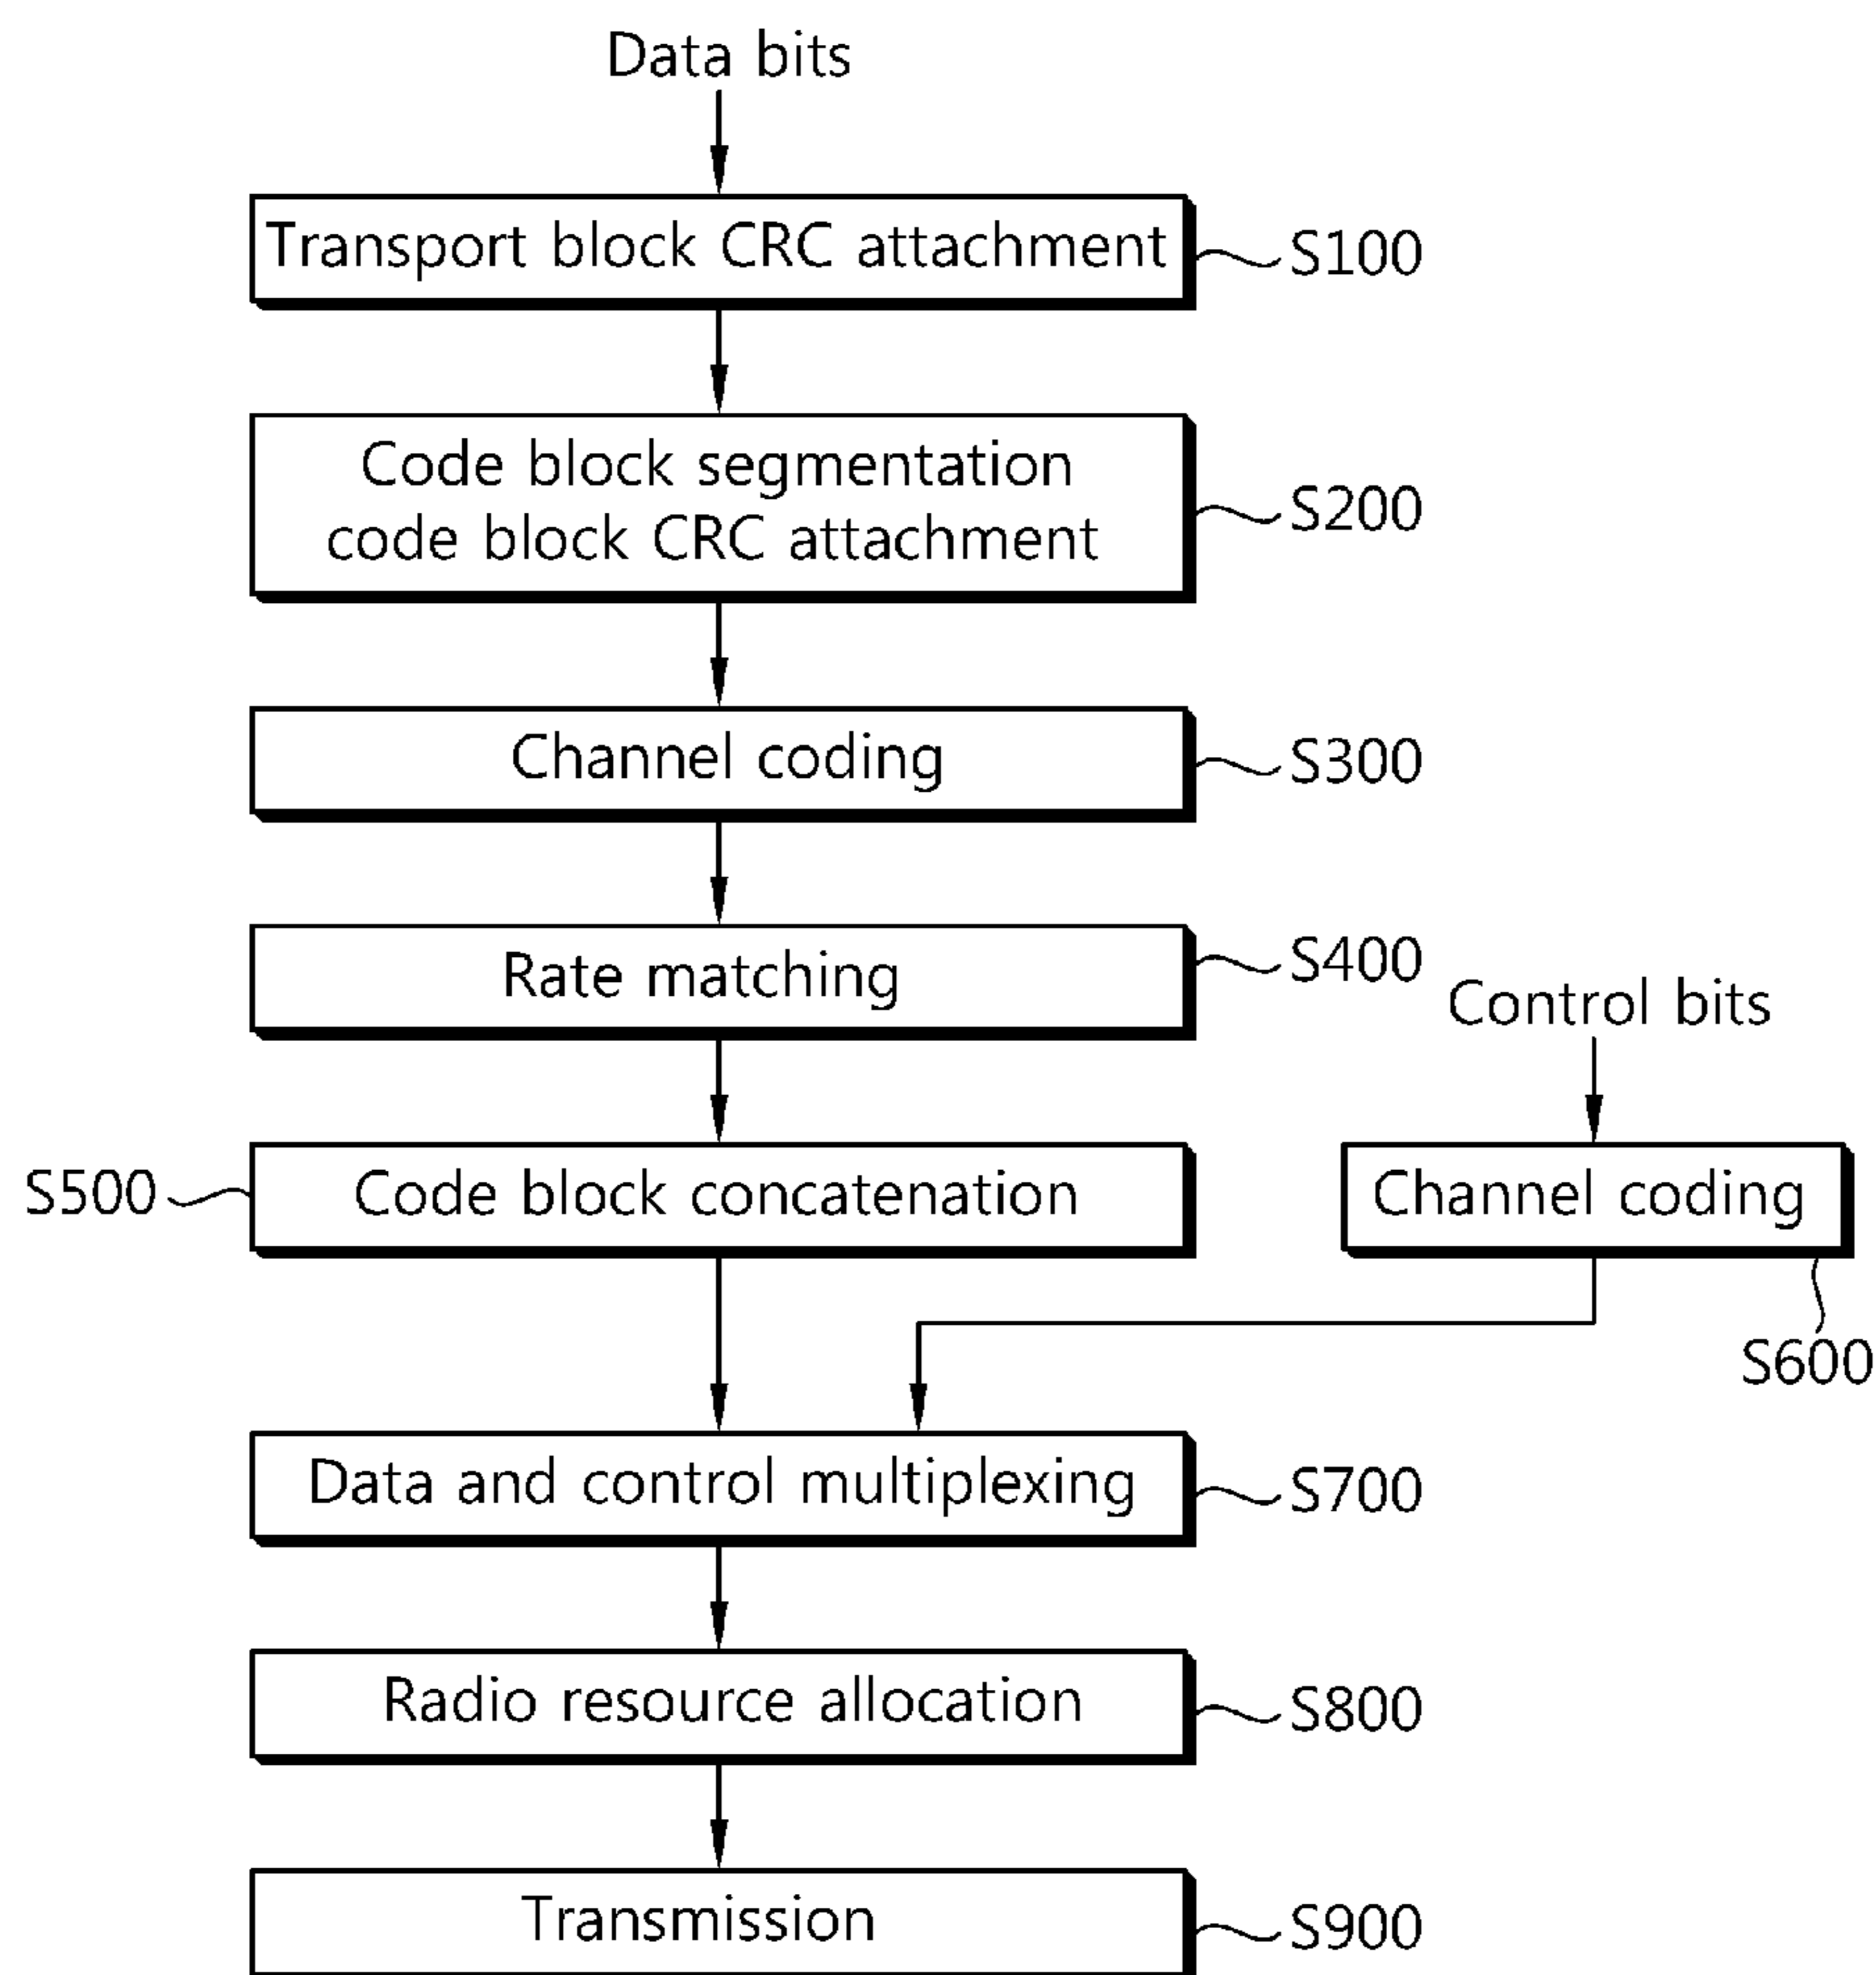 Data bits
Transport block CRC attachment
S100
Code block segmentation
code block CRC attachment
S200
Channel coding
S300
Rate matching
S400
Control bits
S500
Code block concatenation
Channel coding
S600
Data and control multiplexing
S700
Radio resource allocation
S800
Transmission
S900